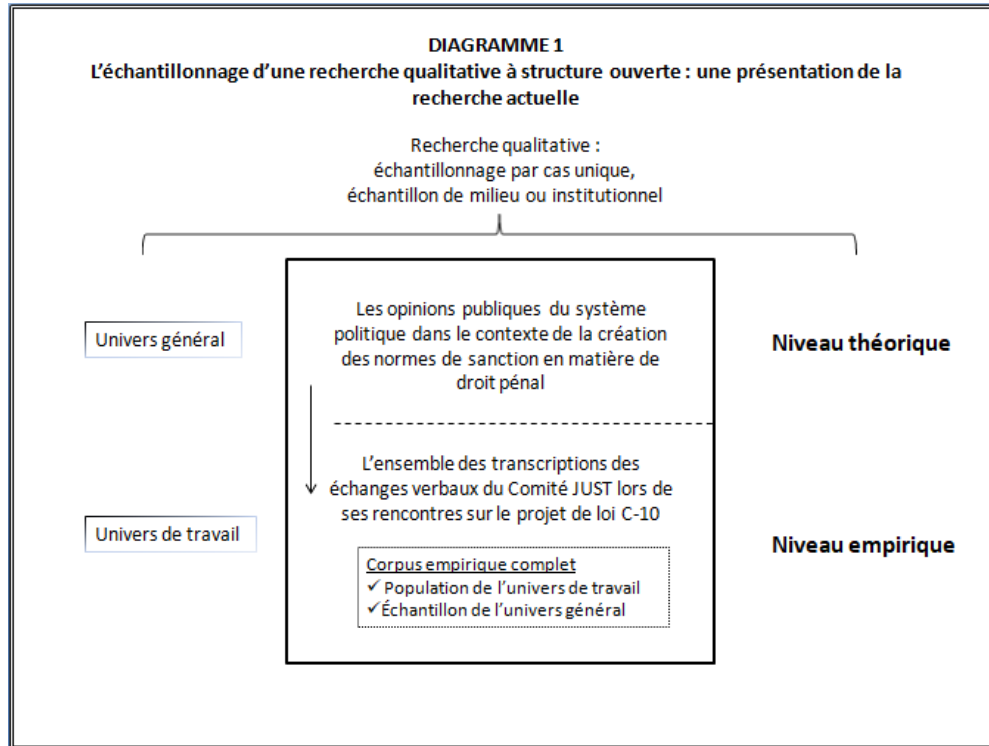 DIAGRAMME 1
L’échantillonnage d’une recherche qualitative à structure ouverte : une présentation de la
recherche actuelle
Recherche qualitative :
échantillonnage par cas unique,
échantillon de milieu ou institutionnel
Univers général
Les opinions publiques du système
politique dans le contexte de la création
des normes de sanction en matière de
droit pénal
Niveau théorique
Univers de travail
L’ensemble des transcriptions des
échanges verbaux du Comité JUST lors de
ses rencontres sur le projet de loi C-10
Niveau empirique
Corpus empirique complet
✓ Population de l’univers de travail
✓Échantillon de l’univers général